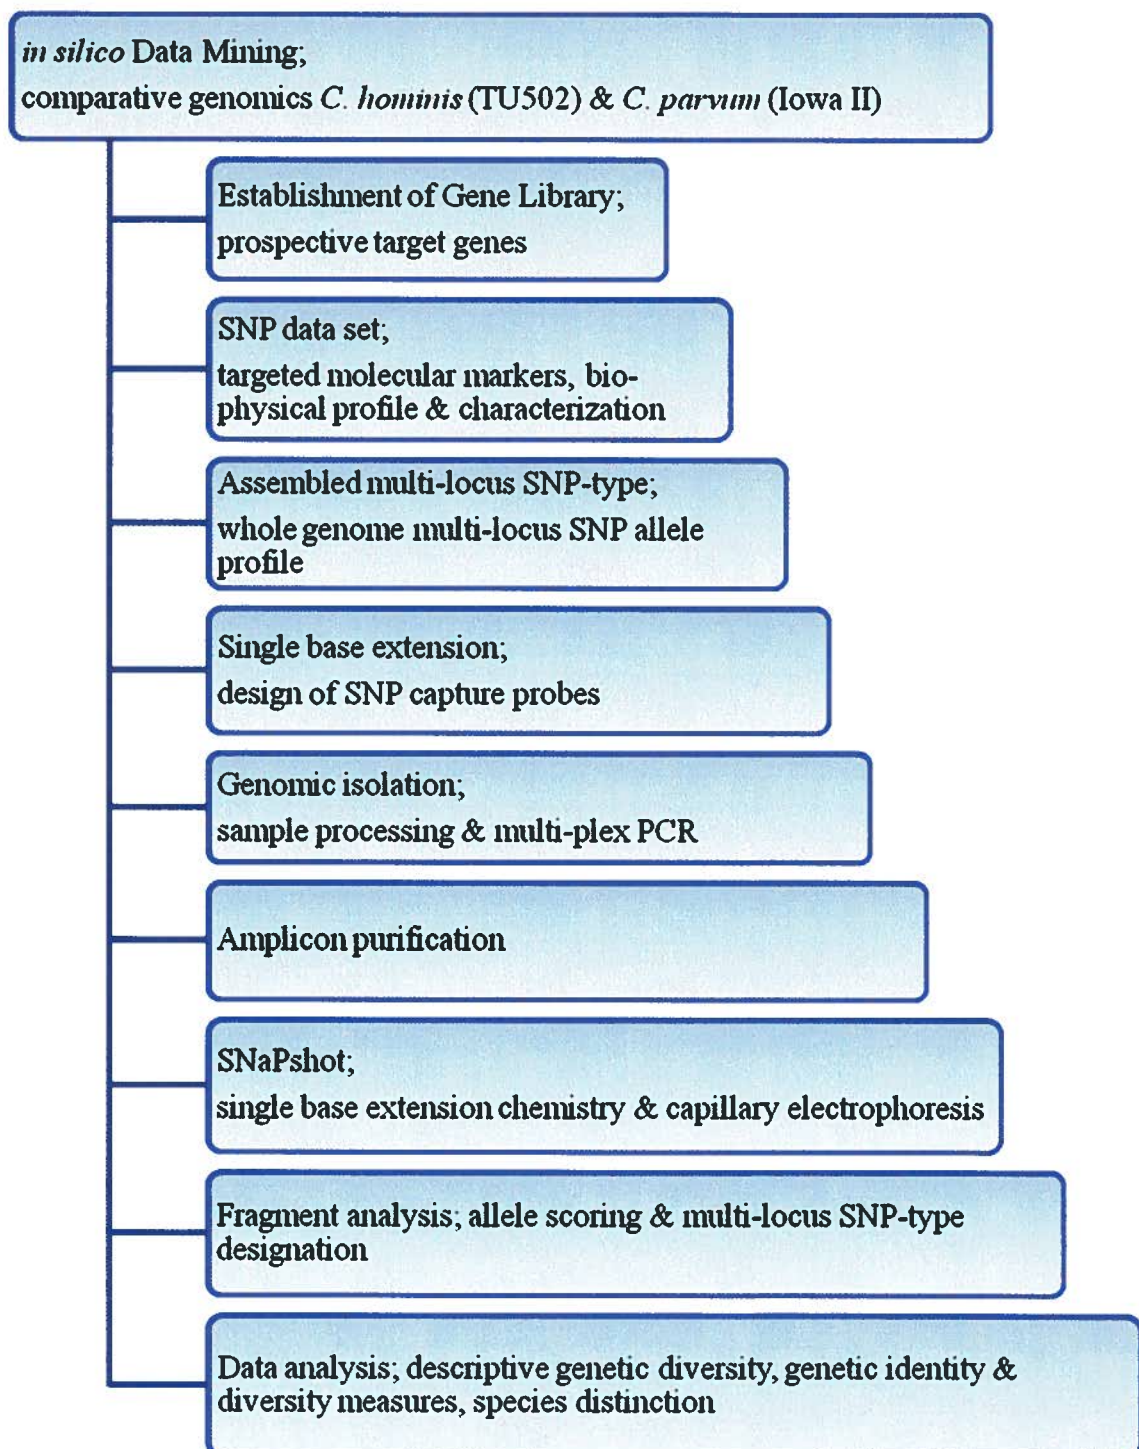 in silico Data Mining;
comparative genomics C. hominis (TU502) & C. parvum (Iowa II)
Establishment of Gene Library;
prospective target genes
SNP data set;
targeted molecular markers, bio-
physical profile & characterization
Assembled multi-locus SNP-type;
whole genome multi-locus SNP allele
profile
Single base extension;
design of SNP capture probes
Genomic isolation;
sample processing & multi-plex PCR
Amplicon purification
SNaPshot;
single base extension chemistry & capillary electrophoresis
Fragment analysis; allele scoring & multi-locus SNP-type
designation
Data analysis; descriptive genetic diversity, genetic identity &
diversity measures, species distinction